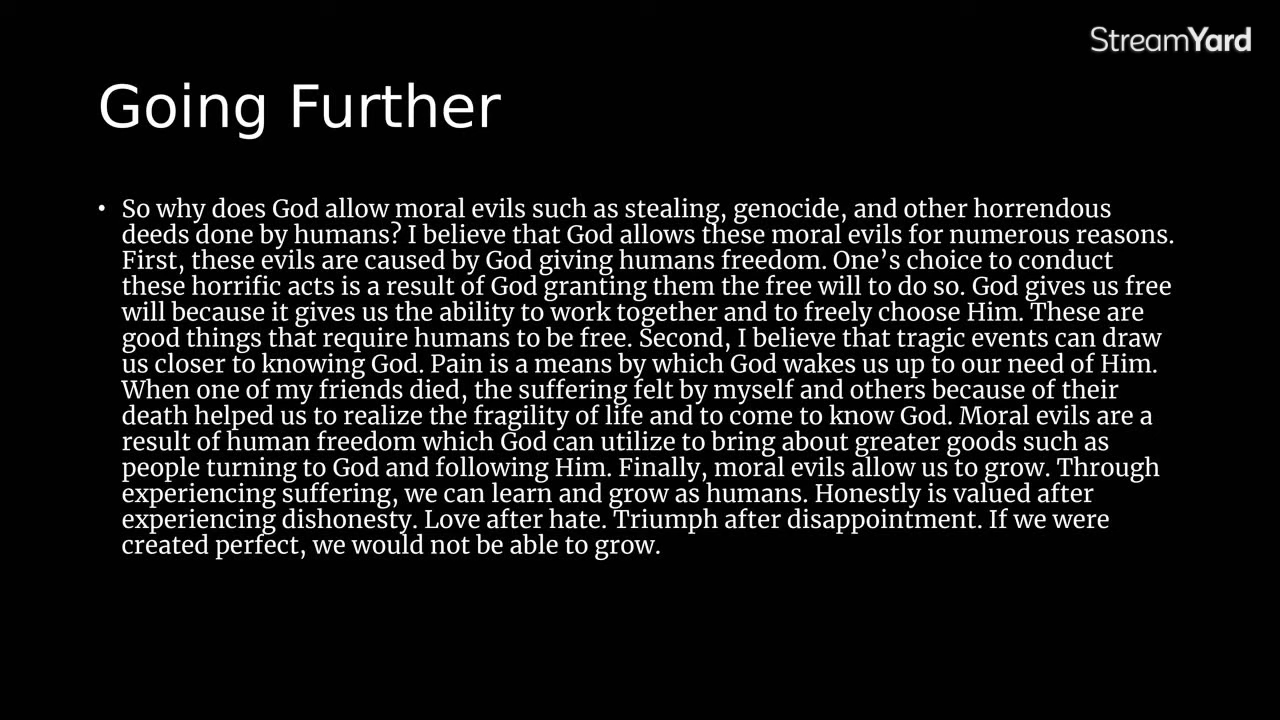 StreamYard
Going Further
• So why does God allow moral evils such as stealing, genocide, and other horrendous
deeds done by humans? I believe that God allows these moral evils for numerous reasons.
First, these evils are caused by God giving humans freedom. One’s choice to conduct
these horrific acts is a result of God granting them the free will to do so. God gives us free
will because it gives us the ability to work together and to freely choose Him. These are
good things that require humans to be free. Second, I believe that tragic events can draw
us closer to knowing God. Pain is a means by which God wakes us up to our need of Him.
When one of my friends died, the suffering felt by myself and others because of their
death helped us to realize the fragility of life and to come to know God. Moral evils are a
result of human freedom which God can utilize to bring about greater goods such as
people turning to God and following Him. Finally, moral evils allow us to grow. Through
experiencing suffering, we can learn and grow as humans. Honestly is valued after
experiencing dishonesty. Love after hate. Triumph after disappointment. If we were
created perfect, we would not be able to grow.